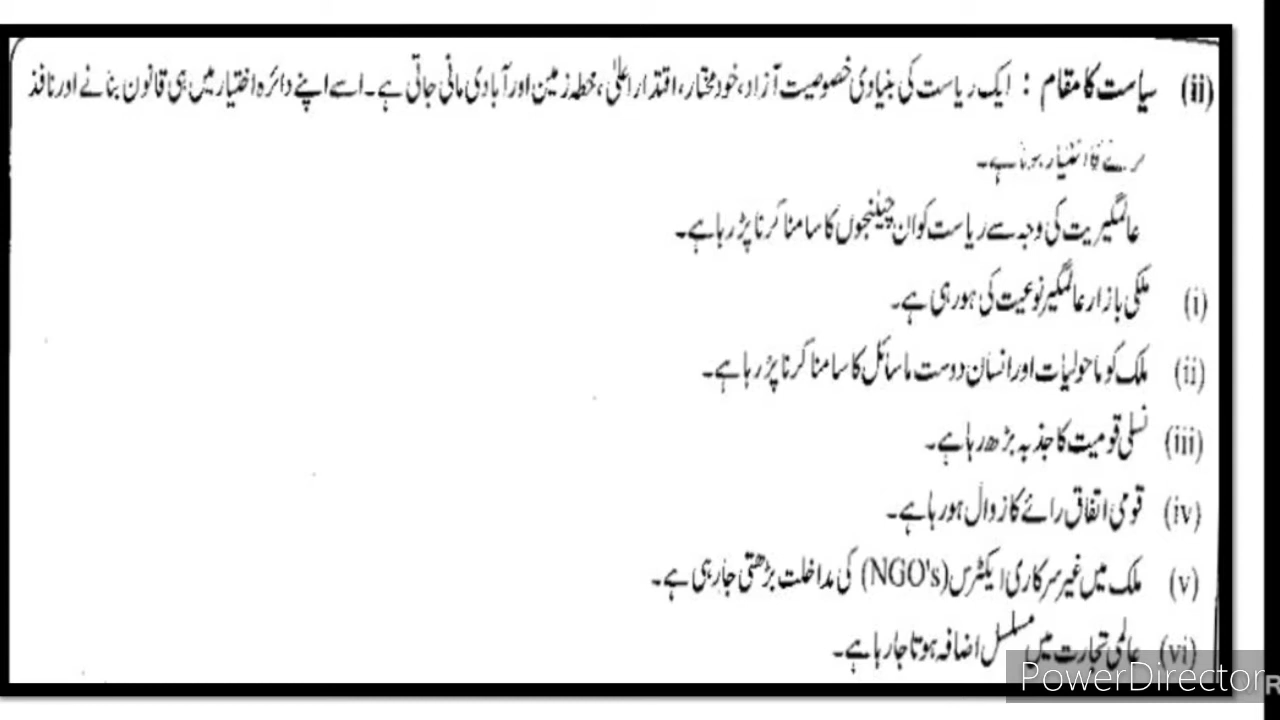 (ii) سیاست کا مقام : ایک ریاست کی بنیادی خصوصیت آزاد، خودمختار، اقتدار اعلیٰ، خطہ زمین اور آبادی مانی جاتی ہے۔ اسے اپنے دائرہ اختیار میں ہی قانون بنانے اور نافذ
کرنے کا اختیار ہوتا ہے۔
عالمگیریت کی وجہ سے ریاست کو ان چیلنجوں کا سامنا کرنا پڑ رہا ہے۔
(i) ملکی بازار عالمگیر نوعیت کی ہو رہی ہے۔
(ii) ملک کو ماحولیات اور انسان دوست ماسائل کا سامنا کرنا پڑ رہا ہے۔
(iii) نسلی قومیت کا جذبہ بڑھ رہا ہے۔
(iv) قومی اتفاق رائے کا زوال ہو رہا ہے۔
(v) ملک میں غیر سرکاری ایکٹرس (NGO's) کی مداخلت بڑھتی جا رہی ہے۔
(vi) عالمی تجارت میں مسلسل اضافہ ہوتا جا رہا ہے۔
PowerDirector